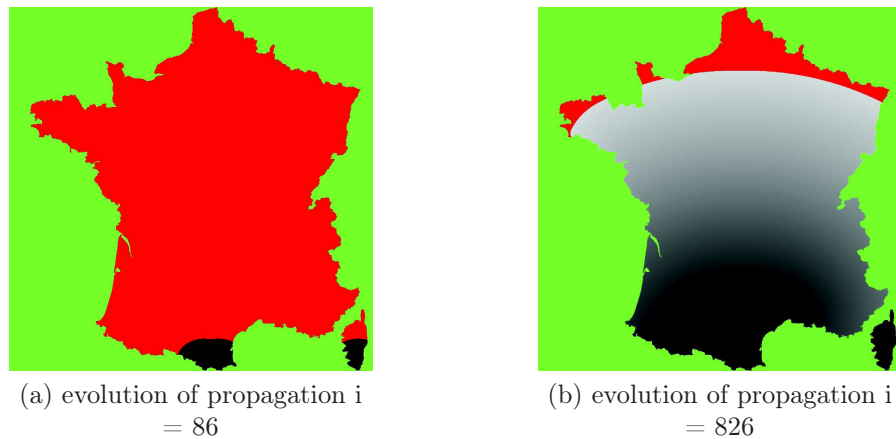 (a) evolution of propagation i
= 86
(b) evolution of propagation i
= 826